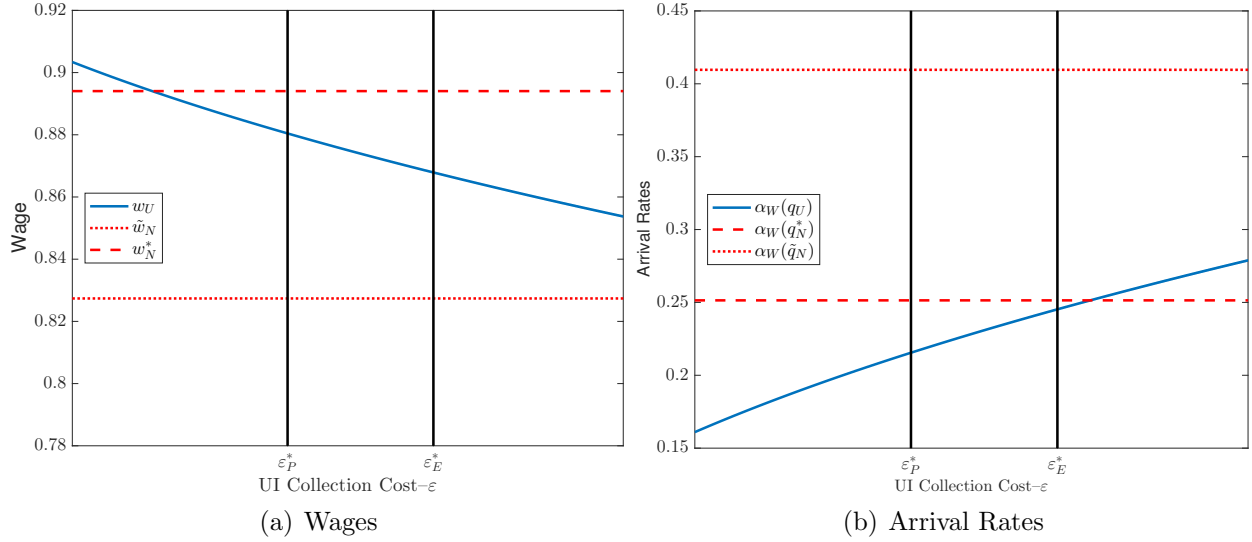 0.92
0.9
0.88
0.86
0.84
0.82
0.8
0.78
Wage
w_U
w̃_N
w*_N
ε*_P
ε*_E
UI Collection Cost–ε
(a) Wages
0.45
0.4
0.35
0.3
0.25
0.2
0.15
Arrival Rates
α_W(q_U)
α_W(q*_N)
α_W(q̃_N)
ε*_P
ε*_E
UI Collection Cost–ε
(b) Arrival Rates